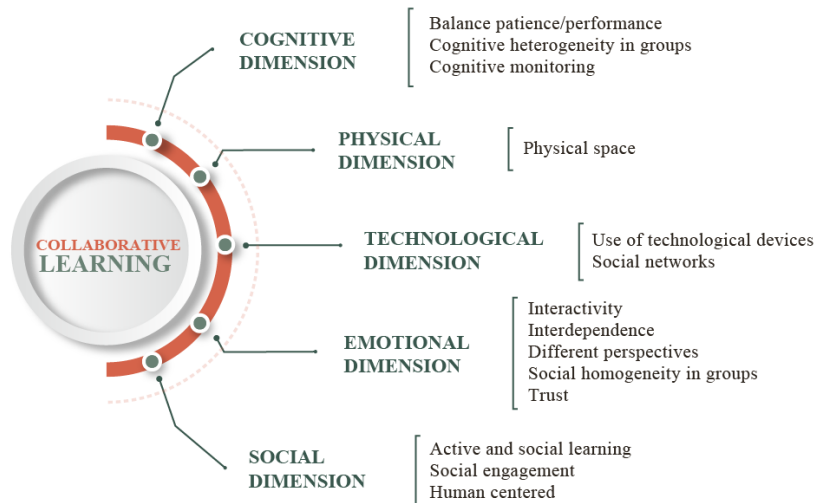 COLLABORATIVE
LEARNING
COGNITIVE
DIMENSION
Balance patience/performance
Cognitive heterogeneity in groups
Cognitive monitoring
PHYSICAL
DIMENSION
Physical space
TECHNOLOGICAL
DIMENSION
Use of technological devices
Social networks
EMOTIONAL
DIMENSION
Interactivity
Interdependence
Different perspectives
Social homogeneity in groups
Trust
SOCIAL
DIMENSION
Active and social learning
Social engagement
Human centered